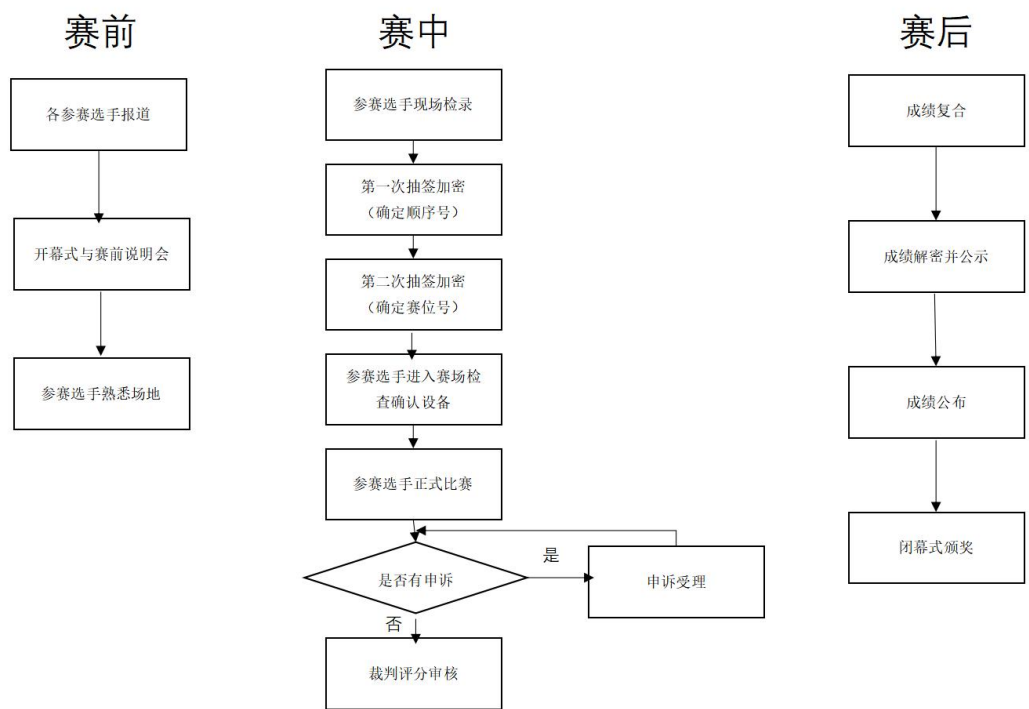 赛前
各参赛选手报道
开幕式与赛前说明会
参赛选手熟悉场地
赛中
参赛选手现场检录
第一次抽签加密
（确定顺序号）
第二次抽签加密
（确定赛位号）
参赛选手进入赛场检
查确认设备
参赛选手正式比赛
是否有申诉
是
申诉受理
否
裁判评分审核
赛后
成绩复合
成绩解密并公示
成绩公布
闭幕式颁奖